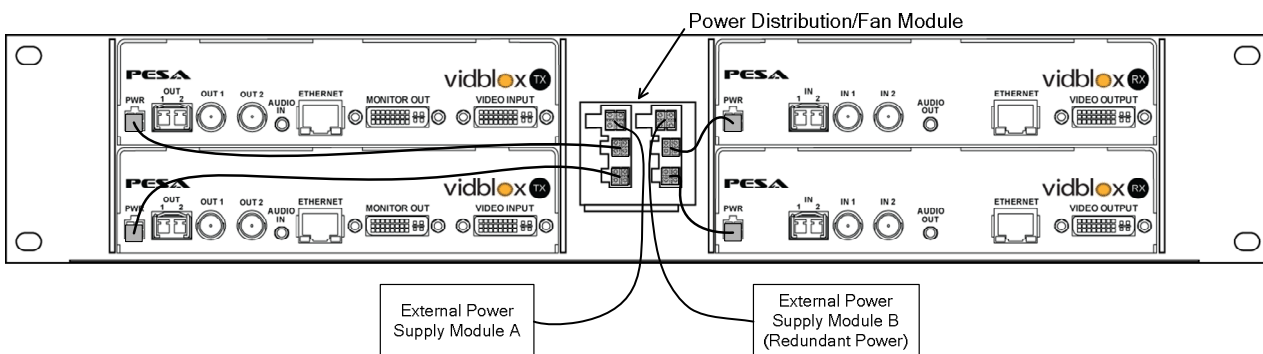 Power Distribution/Fan Module
PESA
vidblox TX
PWR
OUT
1 2
OUT 1
OUT 2
AUDIO
IN
ETHERNET
MONITOR OUT
VIDEO INPUT
PESA
vidblox RX
PWR
IN
1 2
IN 1
IN 2
AUDIO
OUT
ETHERNET
VIDEO OUTPUT
PESA
vidblox TX
PWR
OUT
1 2
OUT 1
OUT 2
AUDIO
IN
ETHERNET
MONITOR OUT
VIDEO INPUT
PESA
vidblox RX
PWR
IN
1 2
IN 1
IN 2
AUDIO
OUT
ETHERNET
VIDEO OUTPUT
External Power
Supply Module A
External Power
Supply Module B
(Redundant Power)